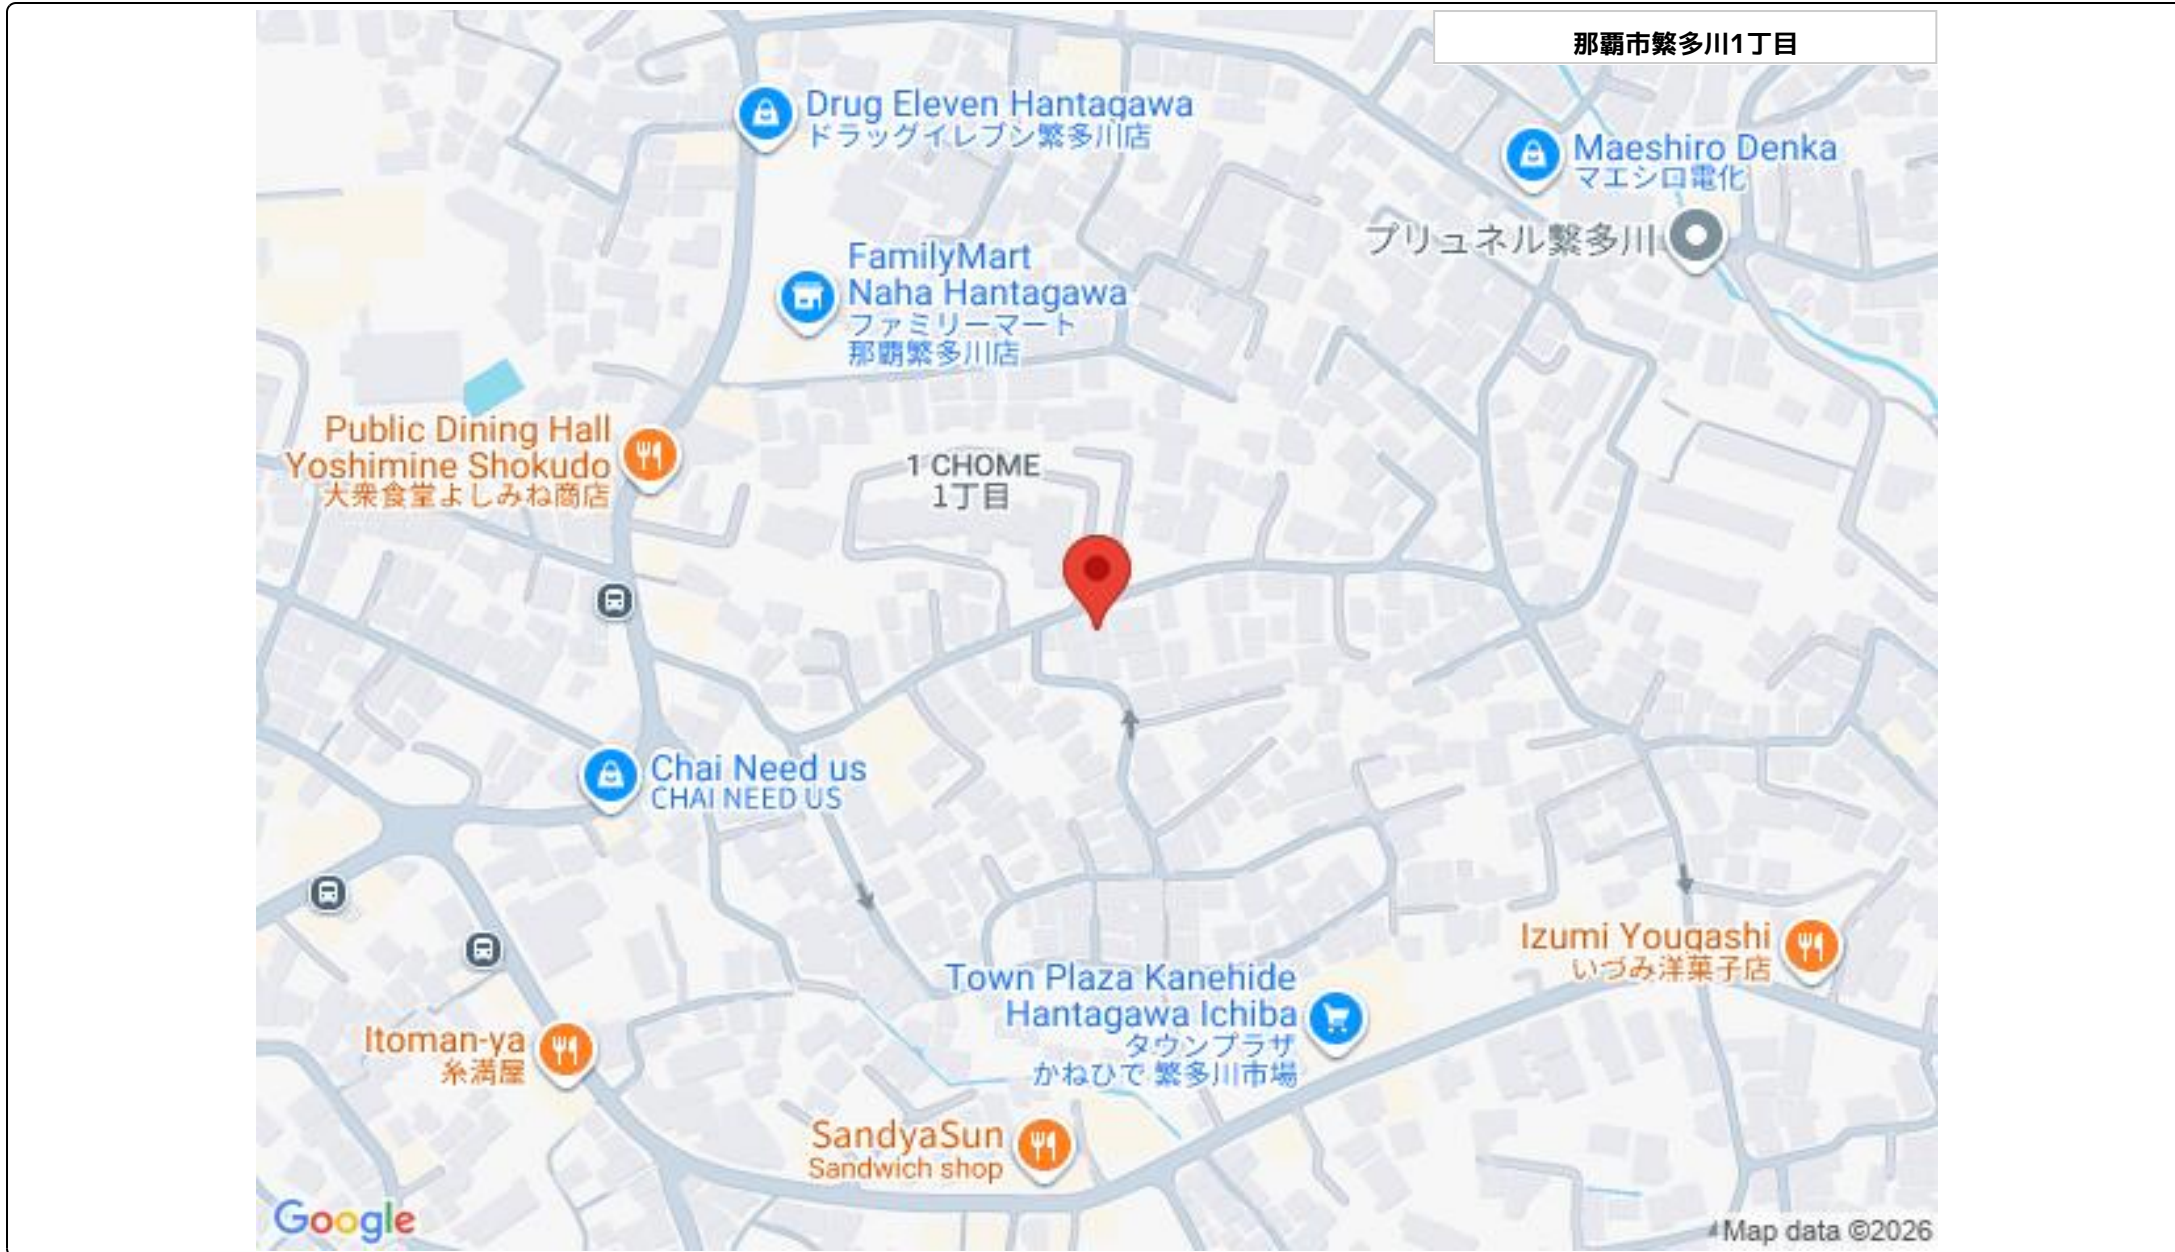 那覇市繁多川1丁目
Drug Eleven Hantagawa
ドラッグイレブン繁多川店
Maeshiro Denka
マエシロ電化
プリュネル繁多川
FamilyMart
Naha Hantagawa
ファミリーマート
那覇繁多川店
Public Dining Hall
Yoshimine Shokudo
大衆食堂よしみね商店
1 CHOME
1丁目
Chai Need us
CHAI NEED US
Izumi Yougashi
いづみ洋菓子店
Town Plaza Kanehide
Hantagawa Ichiba
タウンプラザ
かねひで 繁多川市場
Itoman-ya
糸満屋
SandyaSun
Sandwich shop
Google
Map data ©2026